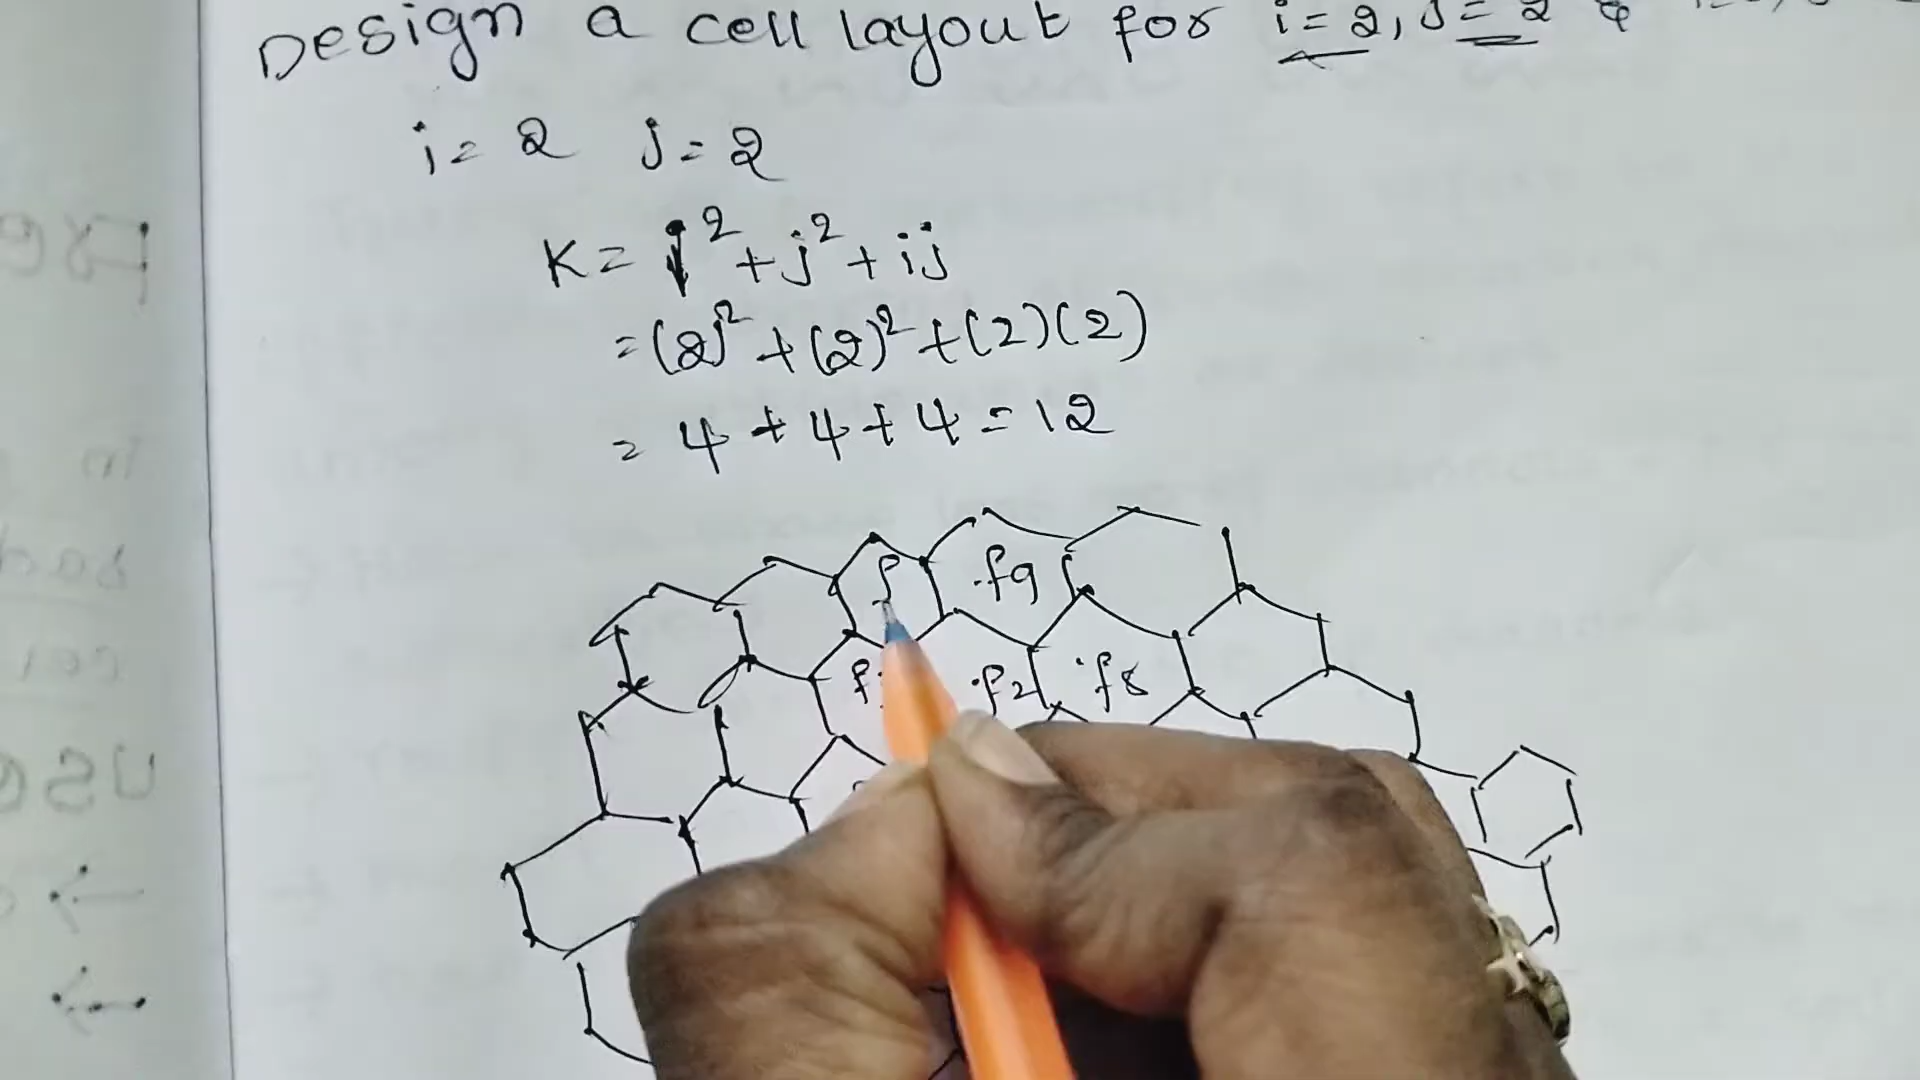 Design a cell layout for i = 2, j = 2 &
i = 2 j = 2
K = i² + j² + ij
= (2)² + (2)² + (2)(2)
= 4 + 4 + 4 = 12
f f9
f f2 f8